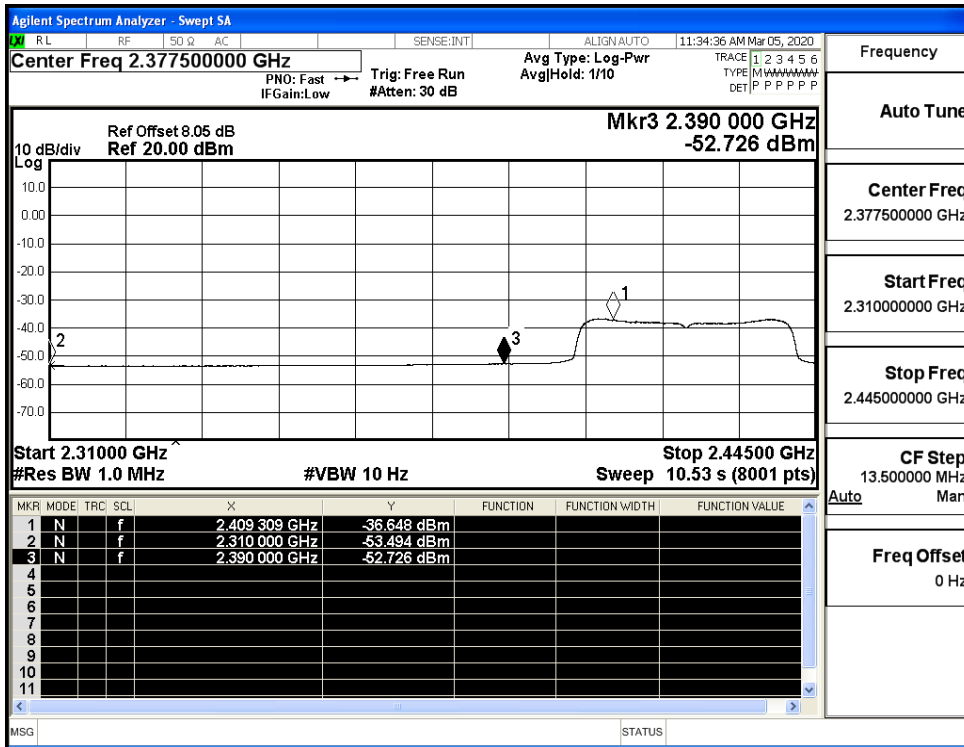 Agilent Spectrum Analyzer - Swept SA
LXI RL RF 50 Ω AC SENSE:INT ALIGN AUTO 11:34:36 AM Mar 05, 2020
Center Freq 2.377500000 GHz
PNO: Fast
IFGain:Low
Trig: Free Run
#Atten: 30 dB
Avg Type: Log-Pwr
Avg|Hold: 1/10
TRACE 1 2 3 4 5 6
TYPE M WWWWW
DET P P P P P P
Frequency
Mkr3 2.390 000 GHz
-52.726 dBm
Ref Offset 8.05 dB
10 dB/div Ref 20.00 dBm
Log
10.0
0.00
-10.0
-20.0
-30.0
-40.0
-50.0
-60.0
-70.0
1
2
3
Start 2.31000 GHz
Stop 2.44500 GHz
#Res BW 1.0 MHz
#VBW 10 Hz
Sweep 10.53 s (8001 pts)
MKR MODE TRC SCL X Y FUNCTION FUNCTION WIDTH FUNCTION VALUE
1 N f 2.409 309 GHz -36.648 dBm
2 N f 2.310 000 GHz -53.494 dBm
3 N f 2.390 000 GHz -52.726 dBm
4
5
6
7
8
9
10
11
Auto Tune
Center Freq
2.377500000 GHz
Start Freq
2.310000000 GHz
Stop Freq
2.445000000 GHz
CF Step
13.500000 MHz
Auto Man
Freq Offset
0 Hz
MSG
STATUS